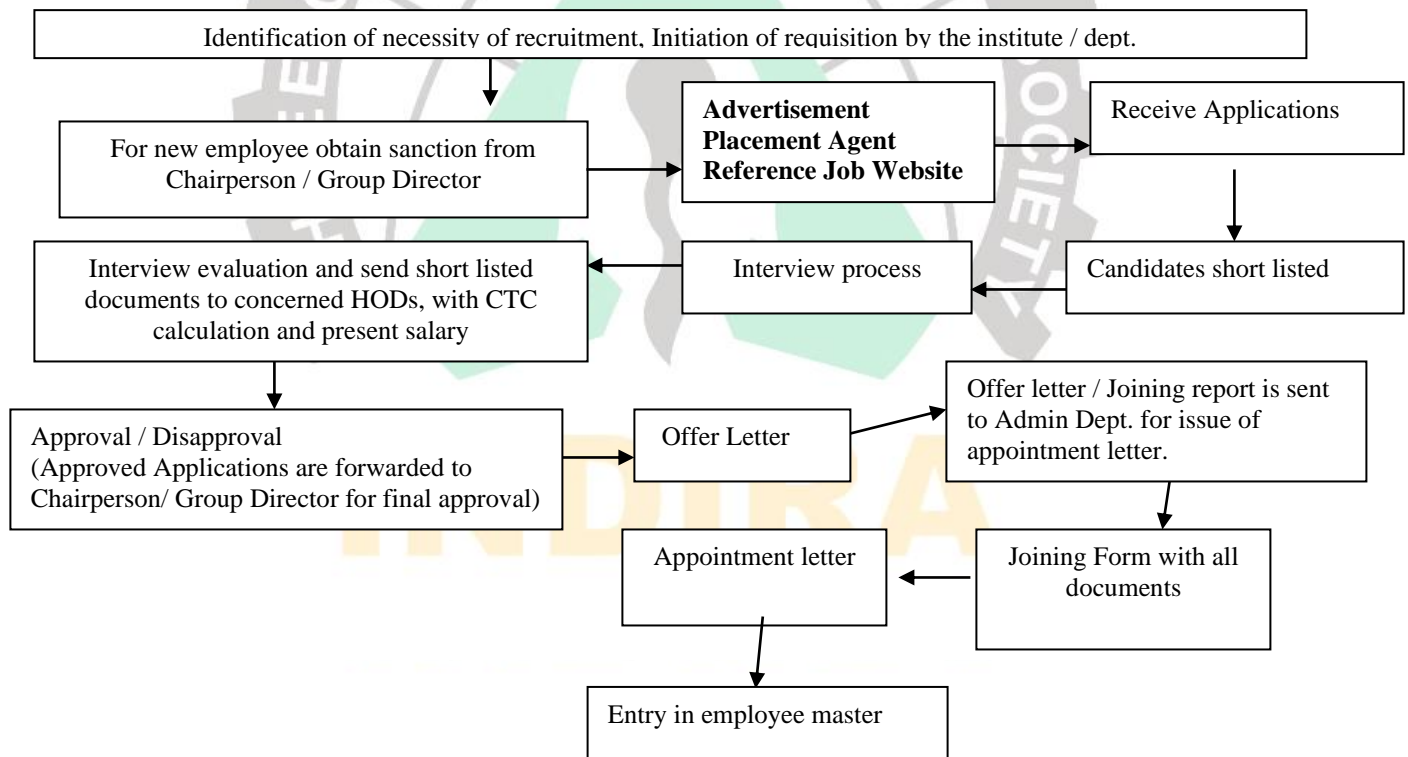 Identification of necessity of recruitment, Initiation of requisition by the institute / dept.
For new employee obtain sanction from
Chairperson / Group Director
Advertisement
Placement Agent
Reference Job Website
Receive Applications
Candidates short listed
Interview process
Interview evaluation and send short listed
documents to concerned HODs, with CTC
calculation and present salary
Approval / Disapproval
(Approved Applications are forwarded to
Chairperson/ Group Director for final approval)
Offer Letter
Offer letter / Joining report is sent
to Admin Dept. for issue of
appointment letter.
Joining Form with all
documents
Appointment letter
Entry in employee master
INDIRA
SOCIETY